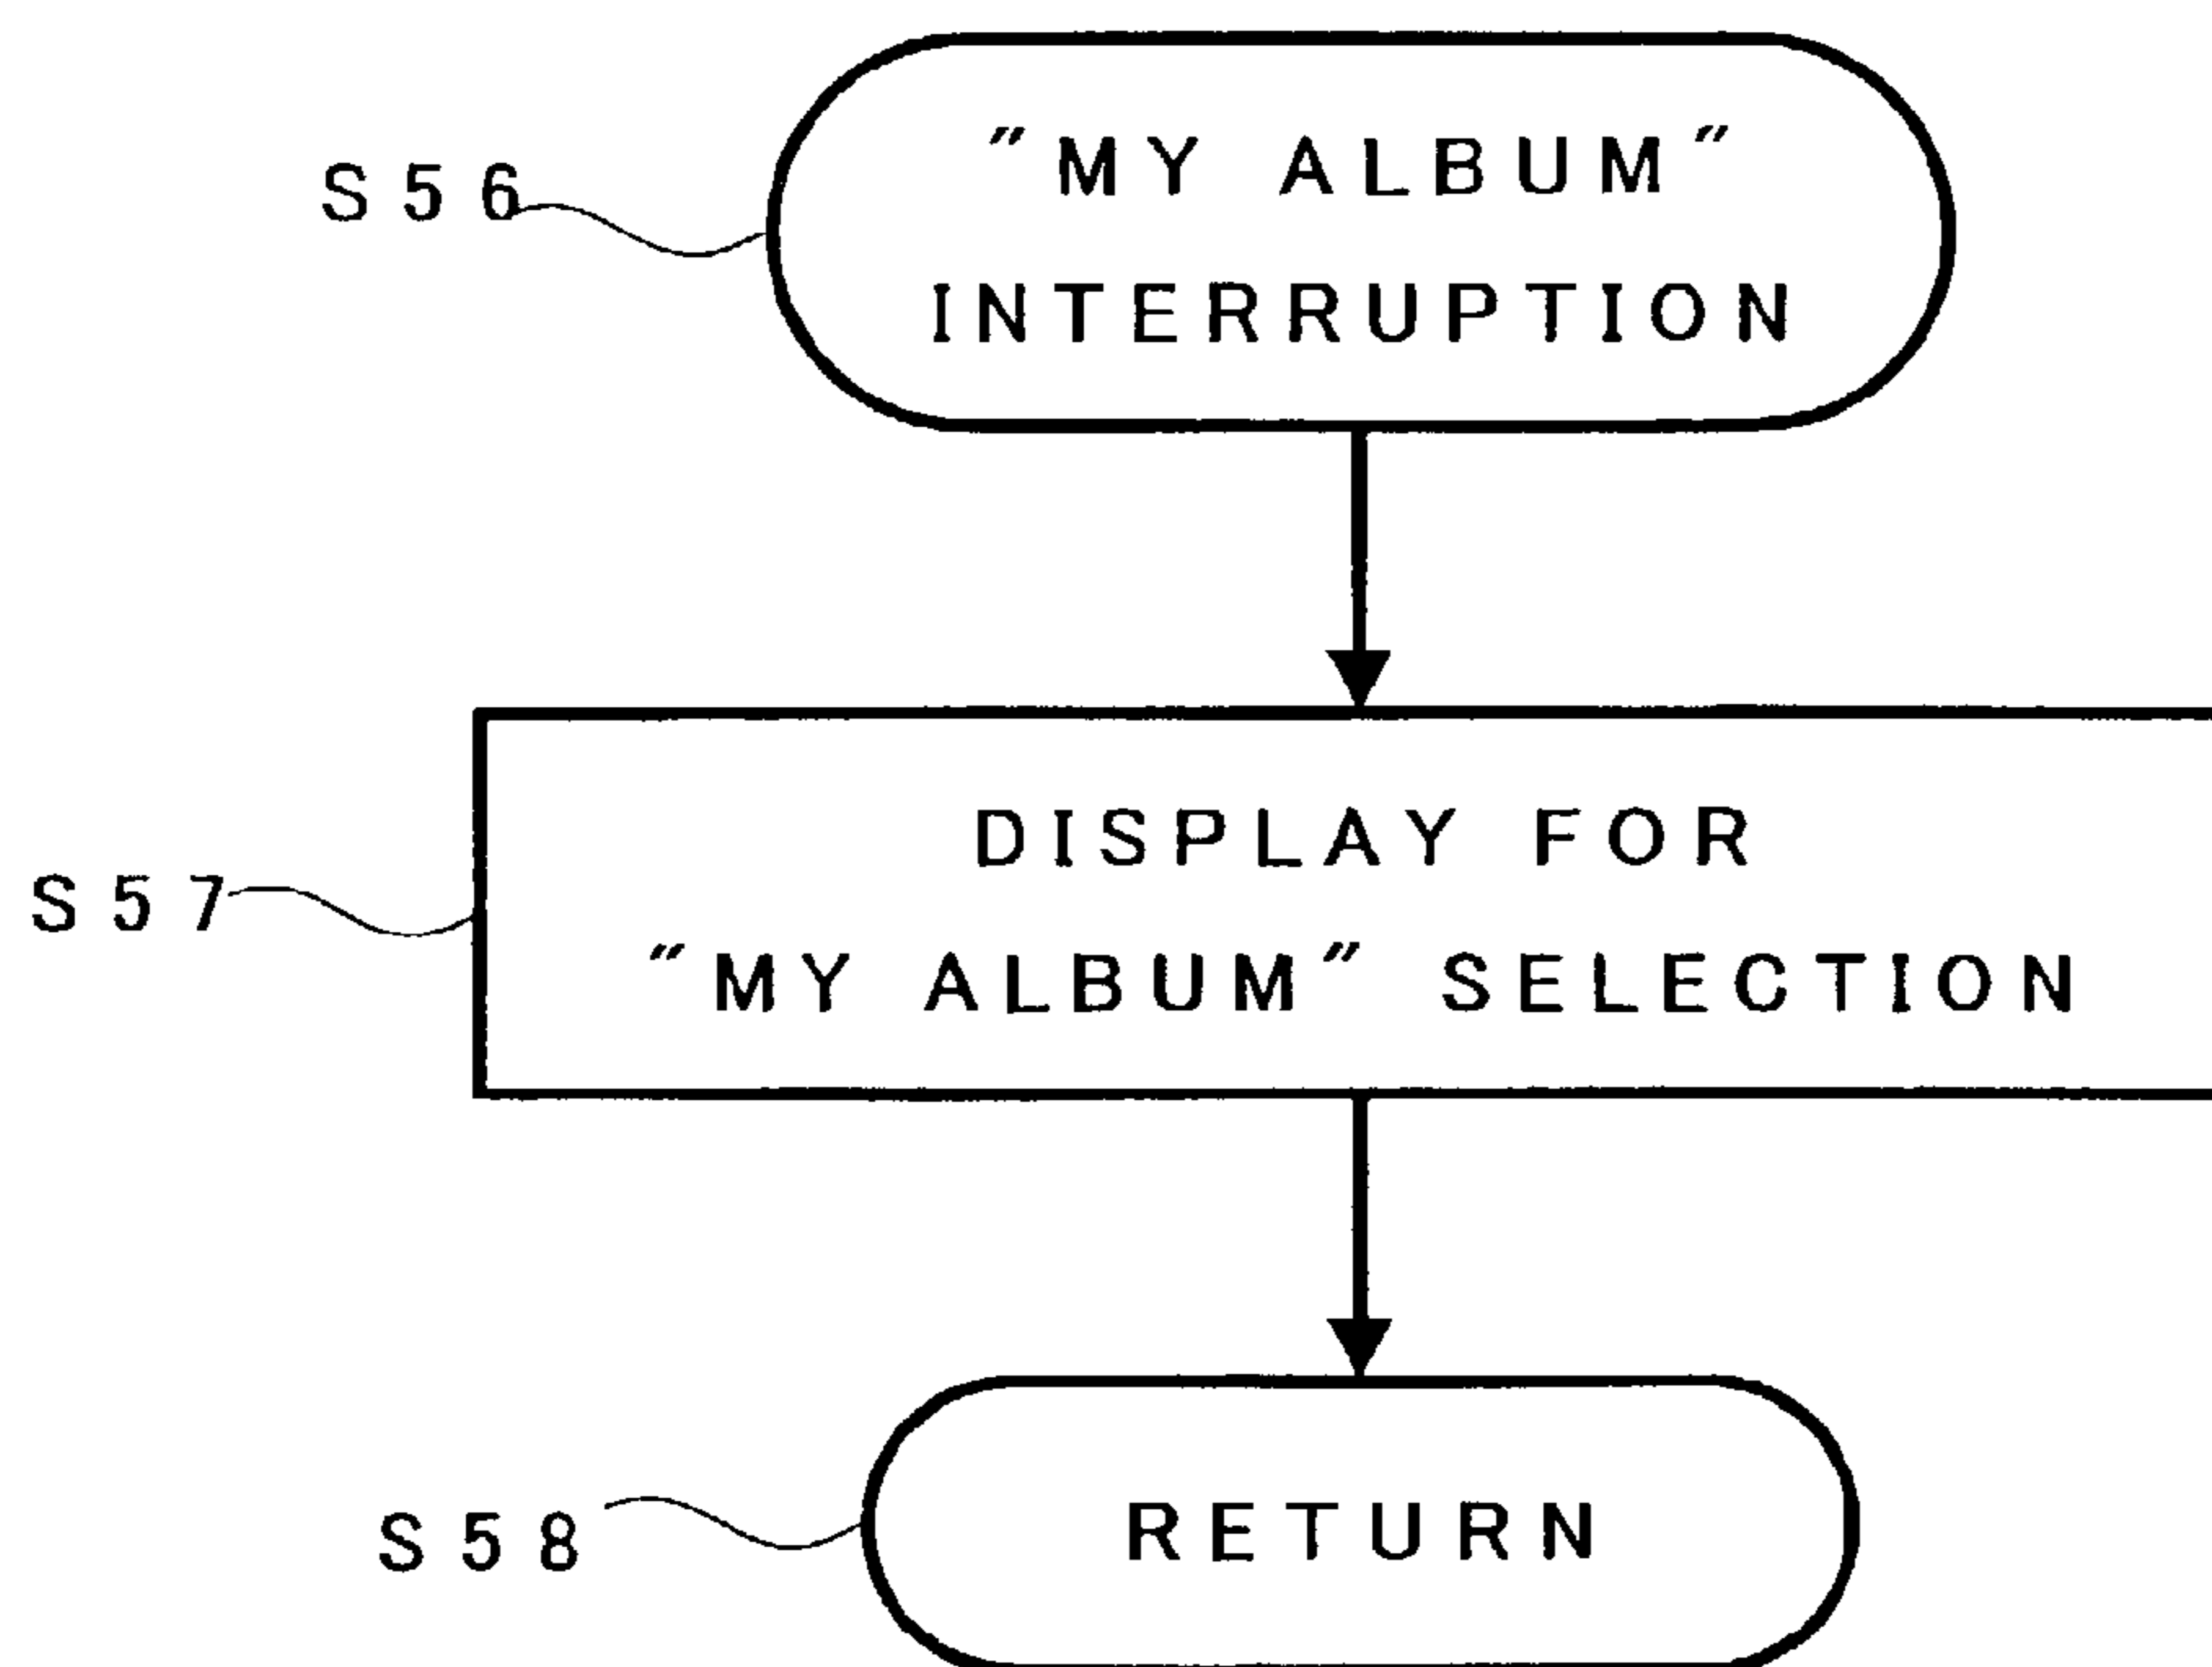 S56
"MY ALBUM"
INTERRUPTION
S57
DISPLAY FOR
"MY ALBUM" SELECTION
S58
RETURN